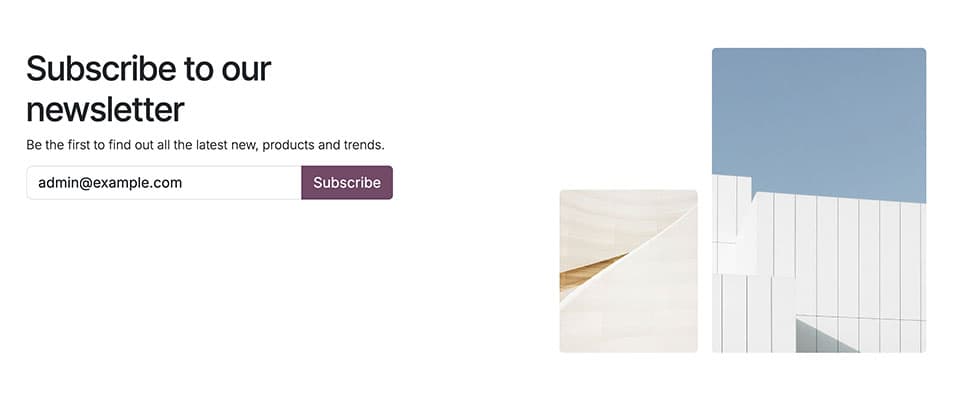 Subscribe to our
newsletter
Be the first to find out all the latest new, products and trends.
admin@example.com
Subscribe